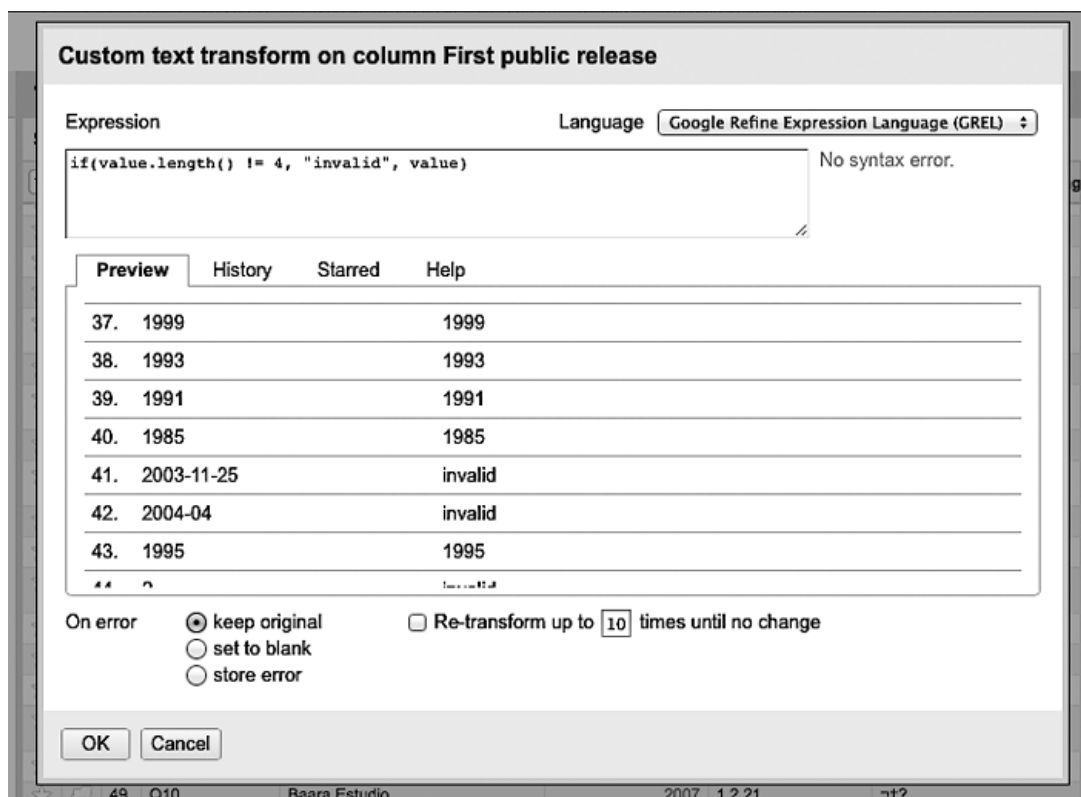 Custom text transform on column First public release
Expression
Language Google Refine Expression Language (GREL)
if(value.length() != 4, "invalid", value)
No syntax error.
Preview History Starred Help
37. 1999 1999
38. 1993 1993
39. 1991 1991
40. 1985 1985
41. 2003-11-25 invalid
42. 2004-04 invalid
43. 1995 1995
On error keep original Re-transform up to 10 times until no change
set to blank
store error
OK Cancel
49 Q10 Baara Estudio 2007 1.2.21